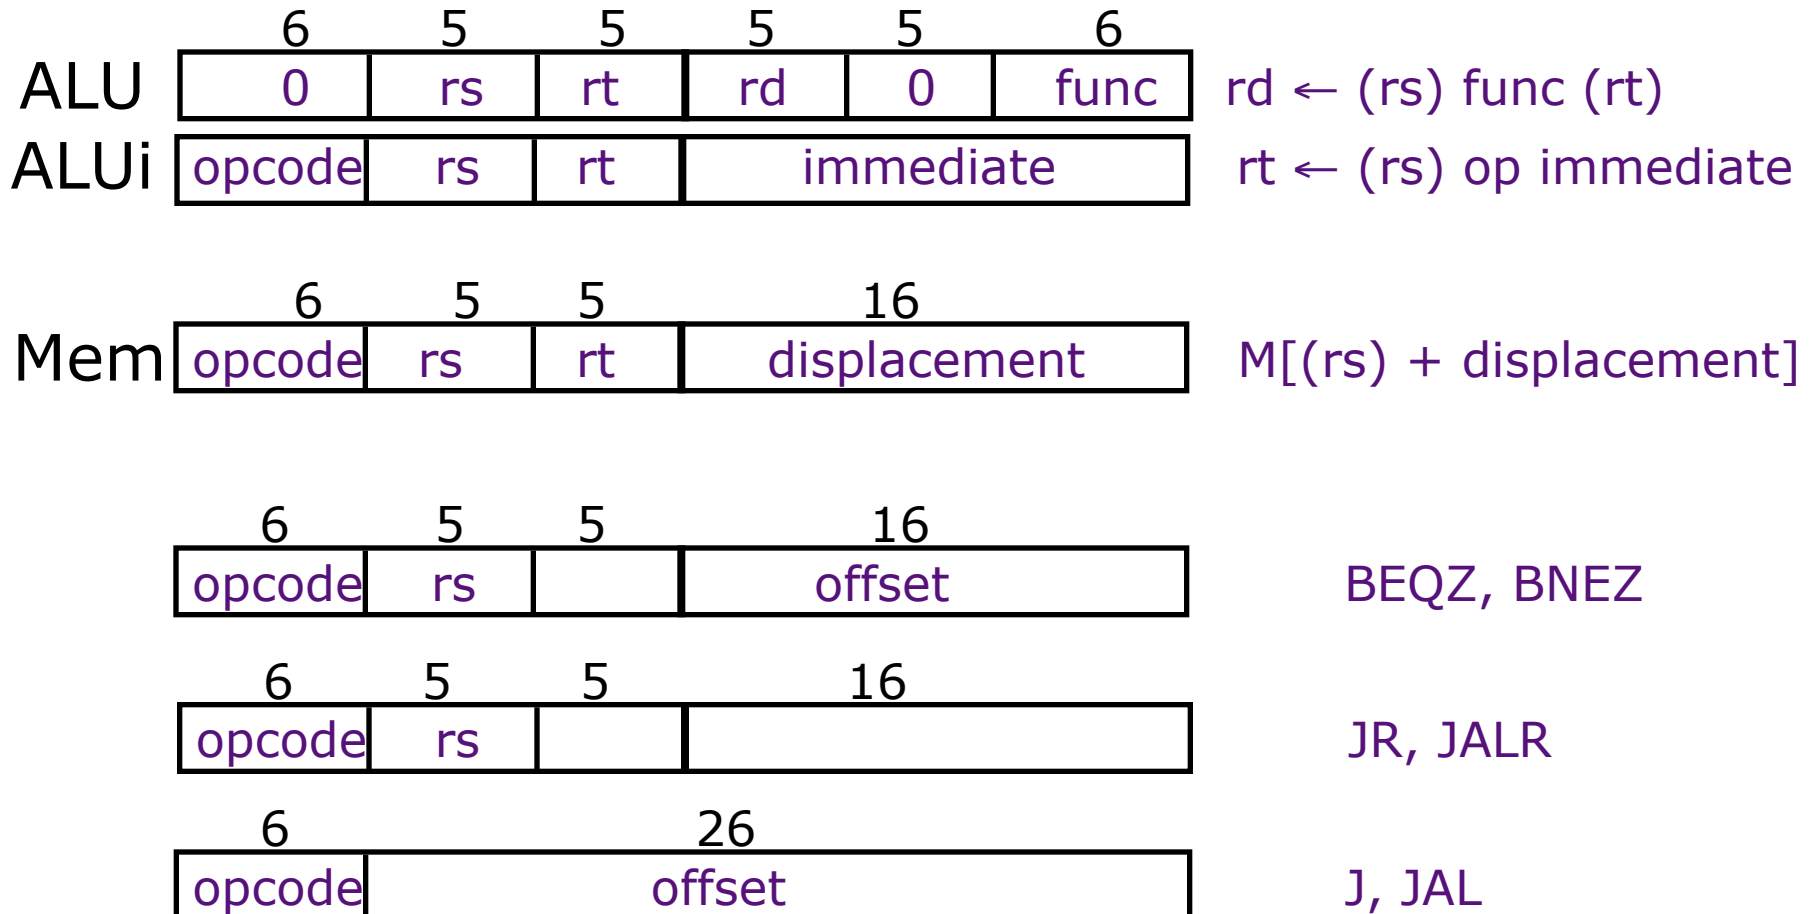 6 5 5 5 5 6
ALU 0 rs rt rd 0 func rd ← (rs) func (rt)
ALUi opcode rs rt immediate rt ← (rs) op immediate
6 5 5 16
Mem opcode rs rt displacement M[(rs) + displacement]
6 5 5 16
opcode rs offset BEQZ, BNEZ
6 5 5 16
opcode rs JR, JALR
6 26
opcode offset J, JAL